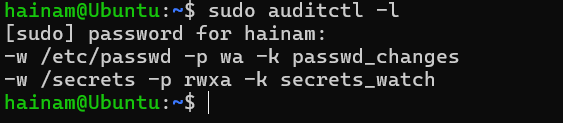 hainam@Ubuntu:~$ sudo auditctl -l
[sudo] password for hainam:
-w /etc/passwd -p wa -k passwd_changes
-w /secrets -p rwxa -k secrets_watch
hainam@Ubuntu:~$